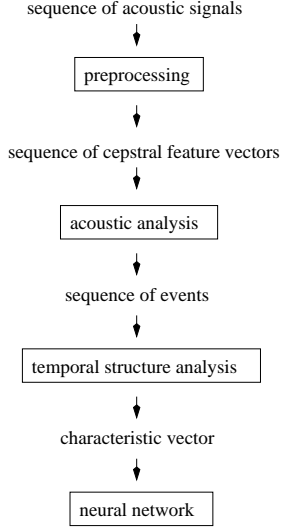 sequence of acoustic signals
preprocessing
sequence of cepstral feature vectors
acoustic analysis
sequence of events
temporal structure analysis
characteristic vector
neural network